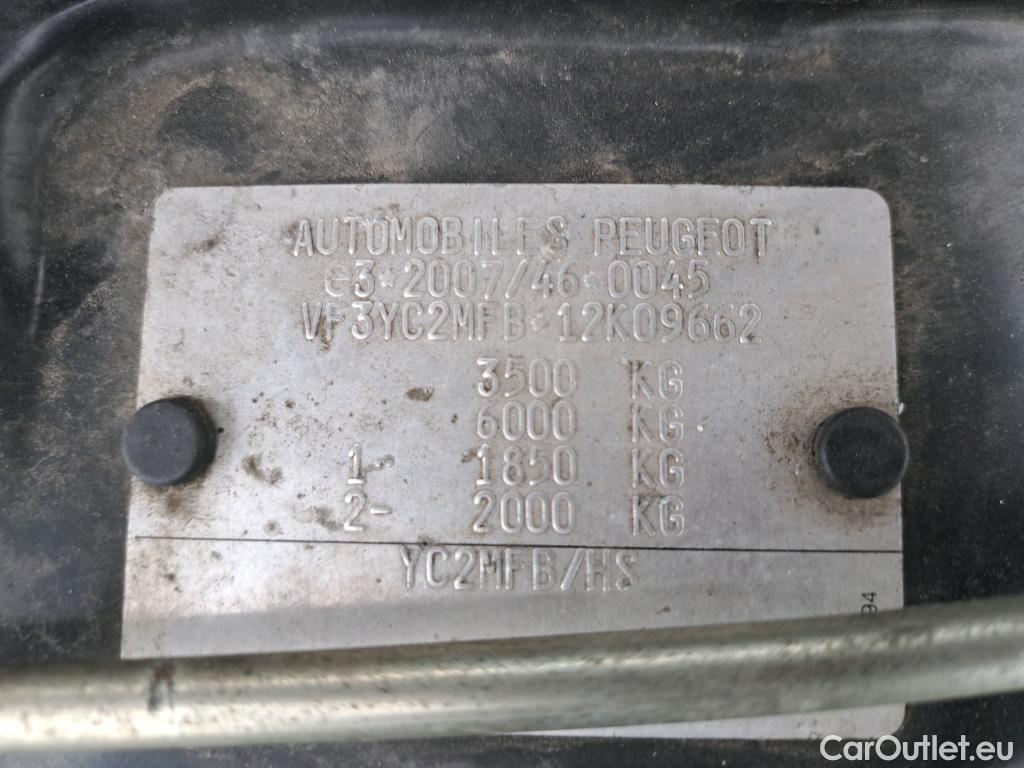 AUTOMOBILES PEUGEOT
e3*2007/46*0045
VF3YC2MFB*12K09662
3500 KG
6000 KG
1- 1850 KG
2- 2000 KG
YC2MFB/HS
94
CarOutlet.eu